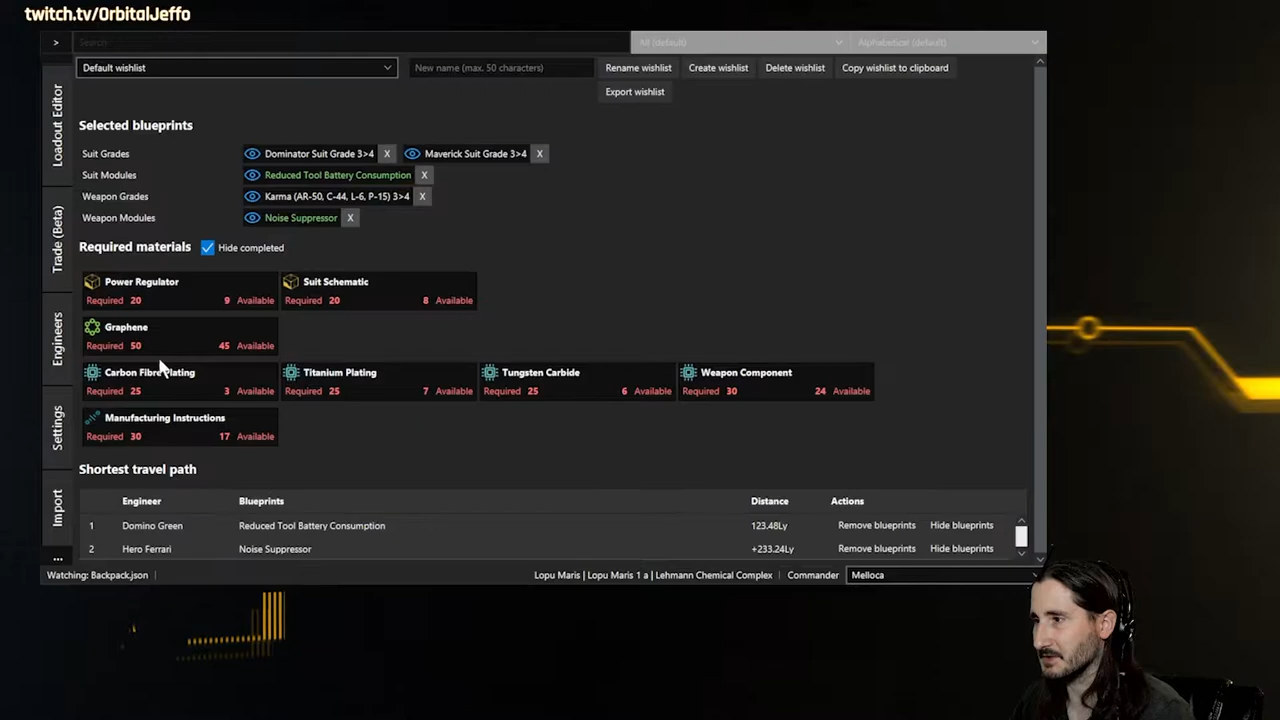 twitch.tv/OrbitalJeffo
> Search All (default) Alphabetical (default)
Default wishlist New name (max. 50 characters) Rename wishlist Create wishlist Delete wishlist Copy wishlist to clipboard
Export wishlist
Loadout Editor
Trade (Beta)
Engineers
Settings
Import
...
Selected blueprints
Suit Grades Dominator Suit Grade 3>4 X Maverick Suit Grade 3>4 X
Suit Modules Reduced Tool Battery Consumption X
Weapon Grades Karma (AR-50, C-44, L-6, P-15) 3>4 X
Weapon Modules Noise Suppressor X
Required materials Hide completed
Power Regulator Suit Schematic
Required 20 9 Available Required 20 8 Available
Graphene
Required 50 45 Available
Carbon Fibre Plating Titanium Plating Tungsten Carbide Weapon Component
Required 25 3 Available Required 25 7 Available Required 25 6 Available Required 30 24 Available
Manufacturing Instructions
Required 30 17 Available
Shortest travel path
Engineer Blueprints Distance Actions
1 Domino Green Reduced Tool Battery Consumption 123.48Ly Remove blueprints Hide blueprints
2 Hero Ferrari Noise Suppressor +233.24Ly Remove blueprints Hide blueprints
Watching: Backpack.json Lopu Maris | Lopu Maris 1 a | Lehmann Chemical Complex Commander Melloca